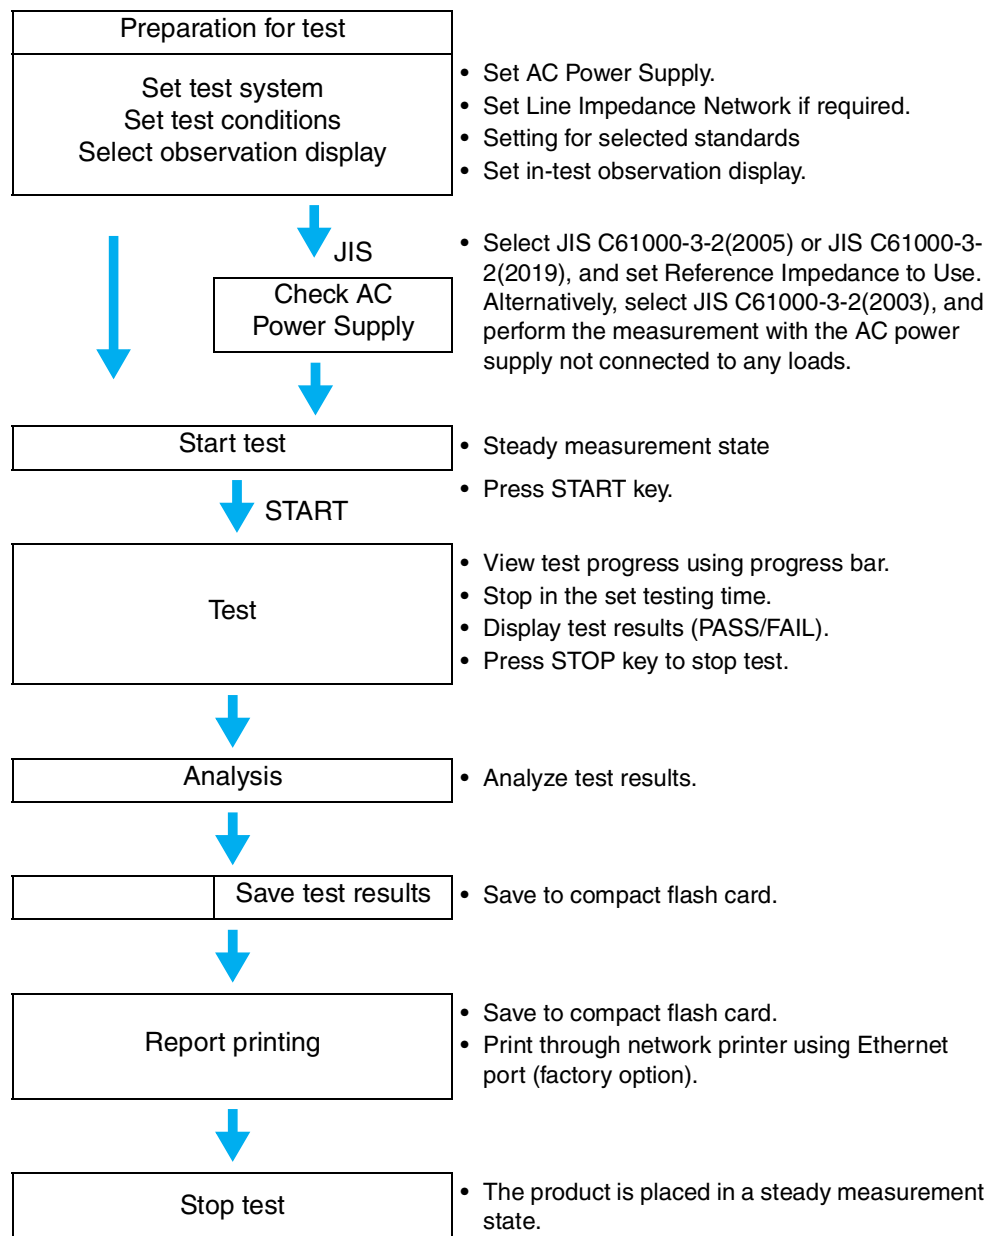 Preparation for test
Set test system
Set test conditions
Select observation display
• Set AC Power Supply.
• Set Line Impedance Network if required.
• Setting for selected standards
• Set in-test observation display.
JIS
Check AC
Power Supply
• Select JIS C61000-3-2(2005) or JIS C61000-3-
2(2019), and set Reference Impedance to Use.
Alternatively, select JIS C61000-3-2(2003), and
perform the measurement with the AC power
supply not connected to any loads.
Start test
• Steady measurement state
• Press START key.
START
Test
• View test progress using progress bar.
• Stop in the set testing time.
• Display test results (PASS/FAIL).
• Press STOP key to stop test.
Analysis
• Analyze test results.
Save test results
• Save to compact flash card.
Report printing
• Save to compact flash card.
• Print through network printer using Ethernet
port (factory option).
Stop test
• The product is placed in a steady measurement
state.